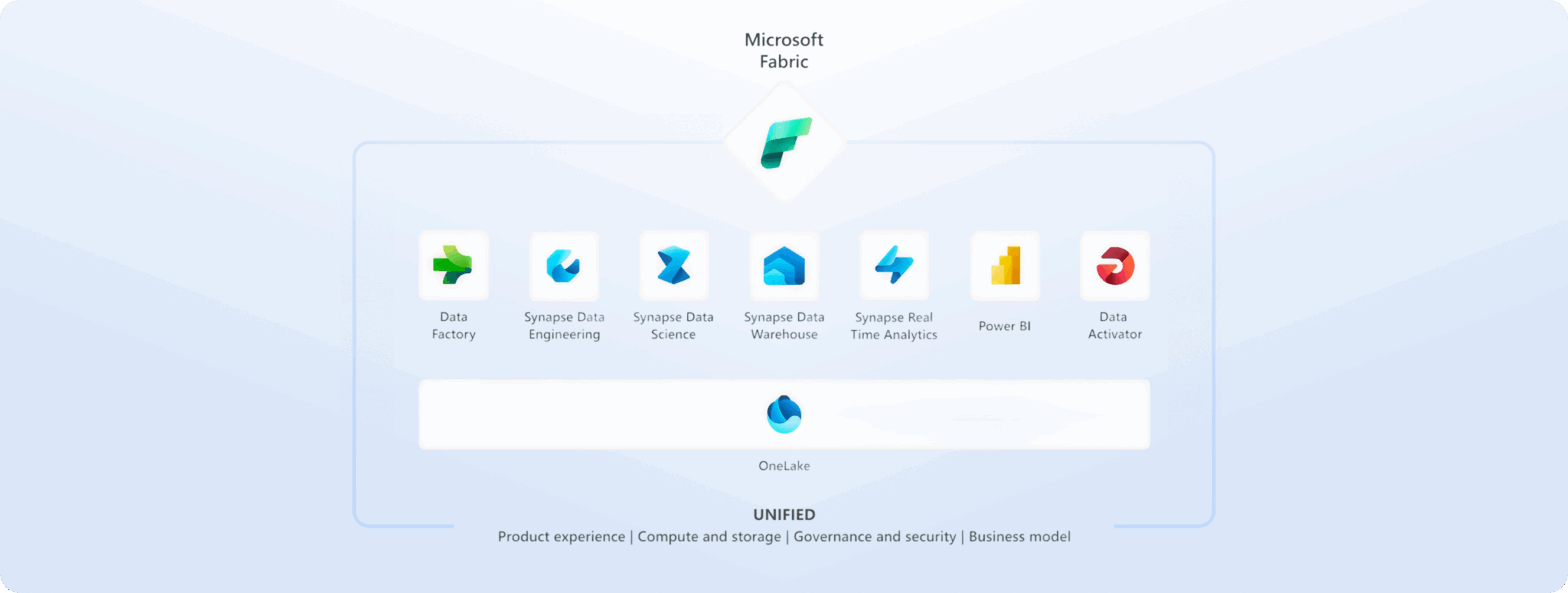 Microsoft
Fabric
Data
Factory
Synapse Data
Engineering
Synapse Data
Science
Synapse Data
Warehouse
Synapse Real
Time Analytics
Power BI
Data
Activator
OneLake
UNIFIED
Product experience | Compute and storage | Governance and security | Business model